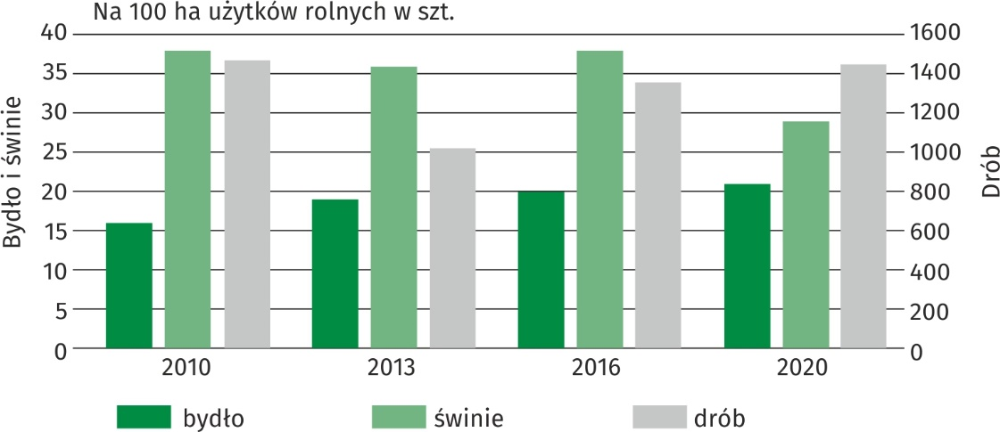 Na 100 ha użytków rolnych w szt.
40 1600
35 1400
30 1200
25 1000
20 800
15 600
10 400
5 200
0 0
Bydło i świnie
Drób
2010 2013 2016 2020
bydło świnie drób